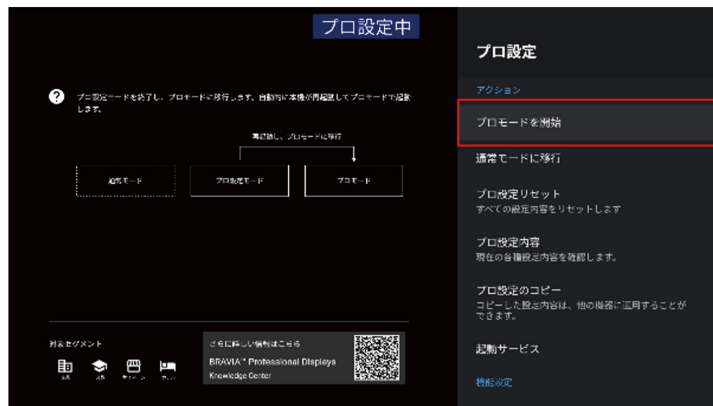 プロ設定中
プロ設定モードを終了し、プロモードに移行します。自動的に本機が再起動してプロモードで起動
します。
再起動し、プロモードに移行
通常モード
プロ設定モード
プロモード
対象セグメント
さらに詳しい情報はこちら
BRAVIA™ Professional Displays
Knowledge Center
プロ設定
アクション
プロモードを開始
通常モードに移行
プロ設定リセット
すべての設定内容をリセットします
プロ設定内容
現在の各種設定内容を確認します。
プロ設定のコピー
コピーした設定内容は、他の機器に運用することが
できます。
起動サービス
機能設定